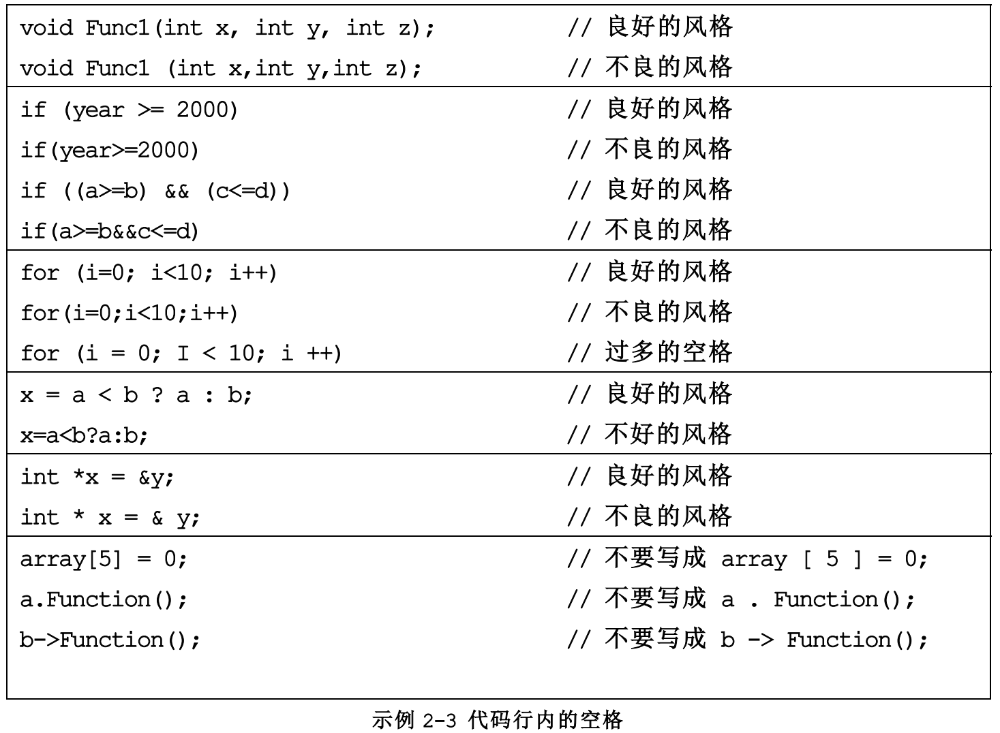 void Func1(int x, int y, int z); // 良好的风格
void Func1 (int x,int y,int z); // 不良的风格
if (year >= 2000) // 良好的风格
if(year>=2000) // 不良的风格
if ((a>=b) && (c<=d)) // 良好的风格
if(a>=b&&c<=d) // 不良的风格
for (i=0; i<10; i++) // 良好的风格
for(i=0;i<10;i++) // 不良的风格
for (i = 0; I < 10; i ++) // 过多的空格
x = a < b ? a : b; // 良好的风格
x=a<b?a:b; // 不好的风格
int *x = &y; // 良好的风格
int * x = & y; // 不良的风格
array[5] = 0; // 不要写成 array [ 5 ] = 0;
a.Function(); // 不要写成 a . Function();
b->Function(); // 不要写成 b -> Function();
示例 2-3 代码行内的空格